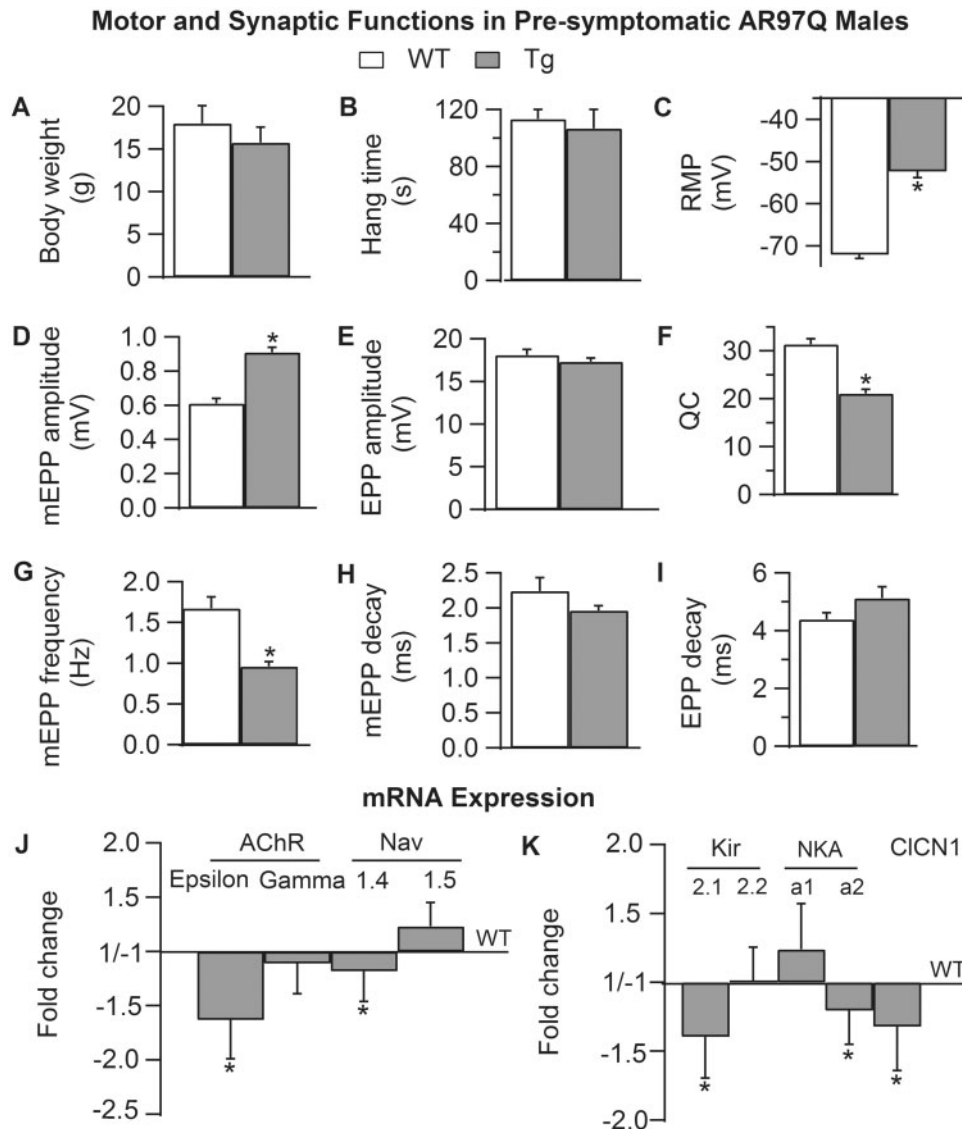 Motor and Synaptic Functions in Pre-symptomatic AR97Q Males
WT Tg
A
Body weight
(g)
20
15
10
5
0
B
Hang time
(s)
120
80
40
0
C
RMP
(mV)
-40
-50
-60
-70
*
D
mEPP amplitude
(mV)
1.0
0.8
0.6
0.4
0.2
0.0
*
E
EPP amplitude
(mV)
20
15
10
5
0
F
QC
30
20
10
0
*
G
mEPP frequency
(Hz)
2.0
1.5
1.0
0.5
0.0
*
H
mEPP decay
(ms)
2.5
2.0
1.5
1.0
0.5
0.0
I
EPP decay
(ms)
6
4
2
0
mRNA Expression
J
Fold change
2.0
1.5
1/-1
-1.5
-2.0
-2.5
AChR Nav
Epsilon Gamma 1.4 1.5
WT
* *
K
Fold change
2.0
1.5
1/-1
-1.5
-2.0
Kir NKA ClCN1
2.1 2.2 a1 a2
WT
* * *